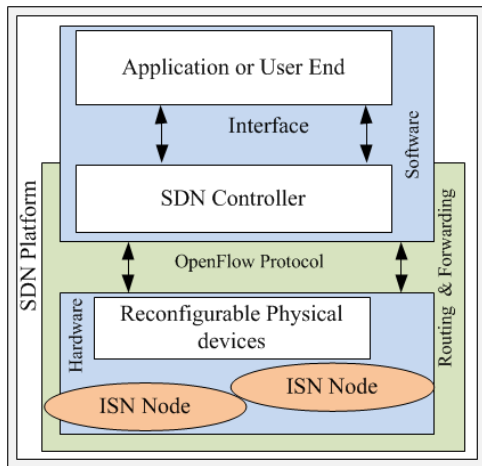 Application or User End
Interface
Software
SDN Controller
SDN Platform
OpenFlow Protocol
Routing & Forwarding
Hardware
Reconfigurable Physical
devices
ISN Node
ISN Node